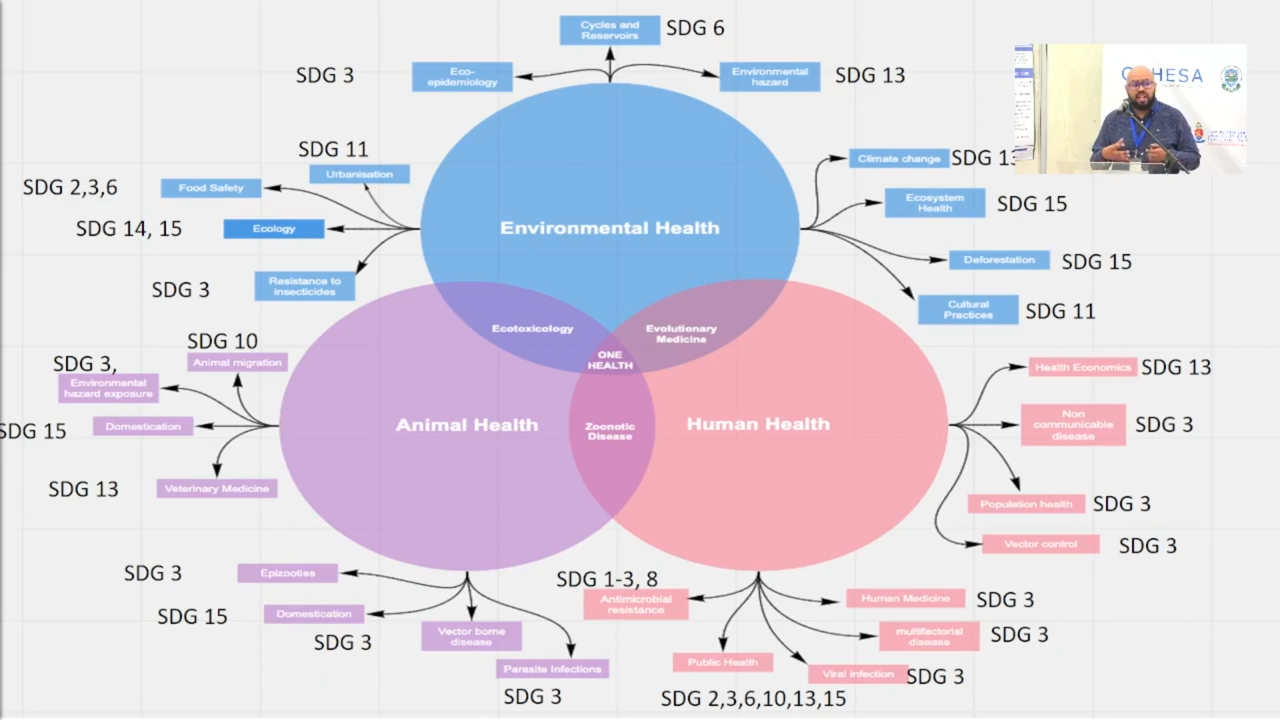 Cycles and
Reservoirs
SDG 6
SDG 3
Eco-
epidemiology
Environmental
hazard
SDG 13
HESA
SDG 11
Urbanisation
Climate change
SDG 13
SDG 2,3,6
Food Safety
Ecosystem
Health
SDG 15
SDG 14, 15
Ecology
Environmental Health
Deforestation
SDG 15
SDG 3
Resistance to
insecticides
Cultural
Practices
SDG 11
Ecotoxicology
Evolutionary
Medicine
SDG 10
Animal migration
ONE
HEALTH
SDG 3,
Environmental
hazard exposure
Health Economics
SDG 13
SDG 15
Domestication
Animal Health
Zoonotic
Disease
Human Health
Non
communicable
disease
SDG 3
SDG 13
Veterinary Medicine
Population health
SDG 3
Vector control
SDG 3
SDG 3
Epizooties
SDG 1-3, 8
Antimicrobial
resistance
Human Medicine
SDG 3
SDG 15
Domestication
SDG 3
Vector borne
disease
multifactorial
disease
SDG 3
Parasite Infections
SDG 3
Public Health
Viral infection
SDG 3
SDG 2,3,6,10,13,15